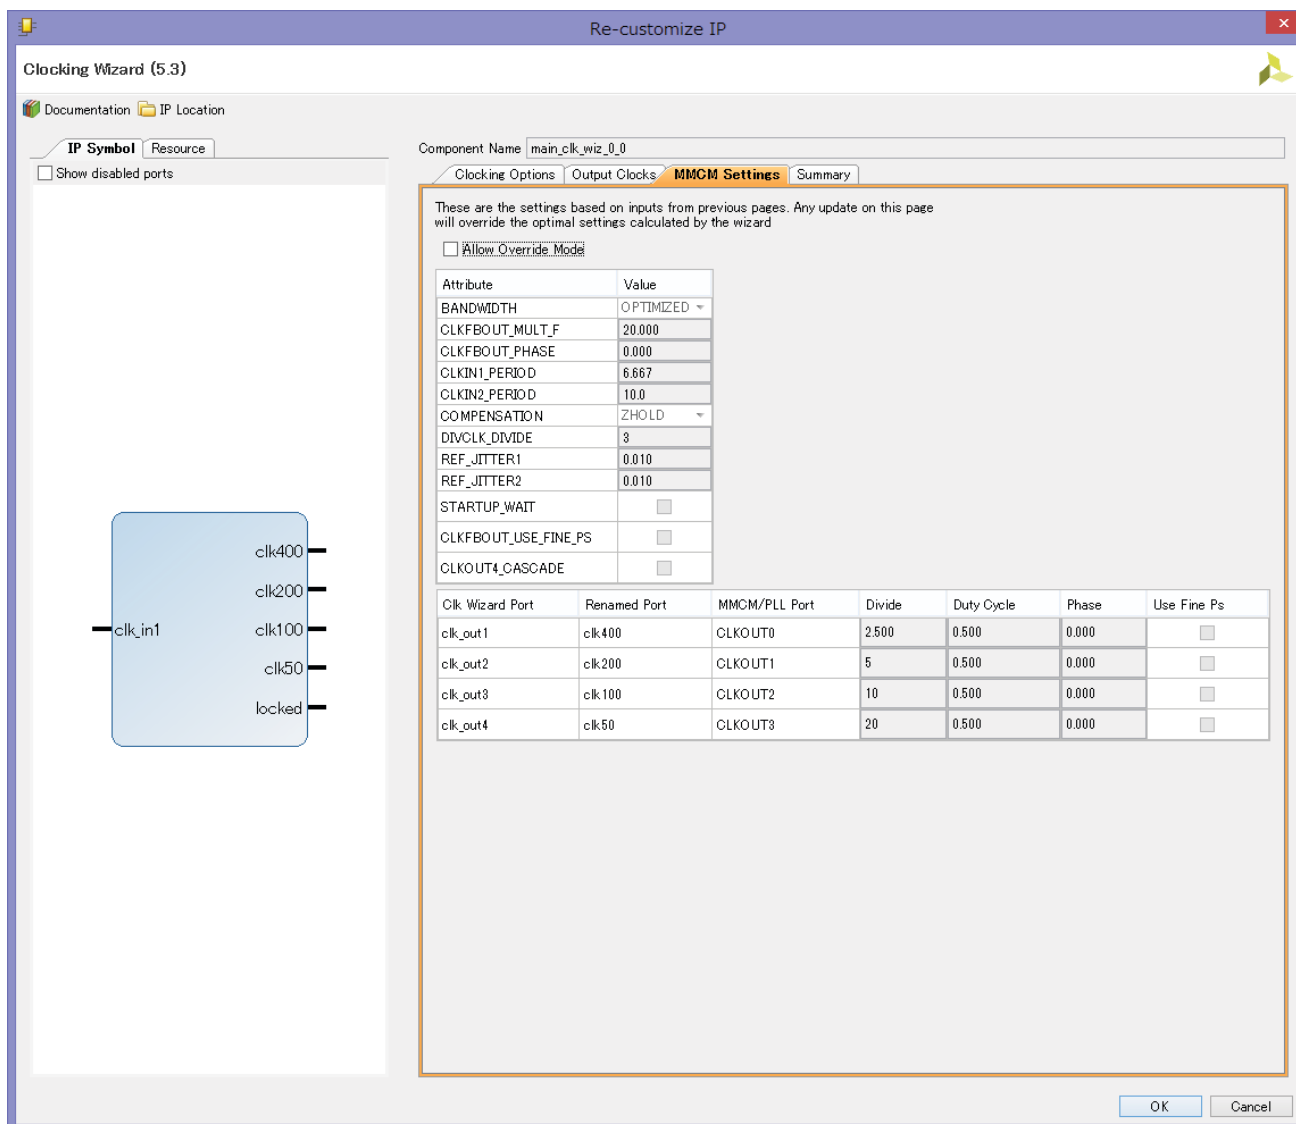 Re-customize IP
Clocking Wizard (5.3)
Documentation IP Location
IP Symbol Resource
Show disabled ports
clk_in1
clk400
clk200
clk100
clk50
locked
Component Name main_clk_wiz_0_0
Clocking Options Output Clocks MMCM Settings Summary
These are the settings based on inputs from previous pages. Any update on this page
will override the optimal settings calculated by the wizard
Allow Override Mode
Attribute Value
BANDWIDTH OPTIMIZED
CLKFBOUT_MULT_F 20.000
CLKFBOUT_PHASE 0.000
CLKIN1_PERIOD 6.667
CLKIN2_PERIOD 10.0
COMPENSATION ZHOLD
DIVCLK_DIVIDE 3
REF_JITTER1 0.010
REF_JITTER2 0.010
STARTUP_WAIT
CLKFBOUT_USE_FINE_PS
CLKOUT4_CASCADE
Clk Wizard Port Renamed Port MMCM/PLL Port Divide Duty Cycle Phase Use Fine Ps
clk_out1 clk400 CLKOUT0 2.500 0.500 0.000
clk_out2 clk200 CLKOUT1 5 0.500 0.000
clk_out3 clk100 CLKOUT2 10 0.500 0.000
clk_out4 clk50 CLKOUT3 20 0.500 0.000
OK Cancel